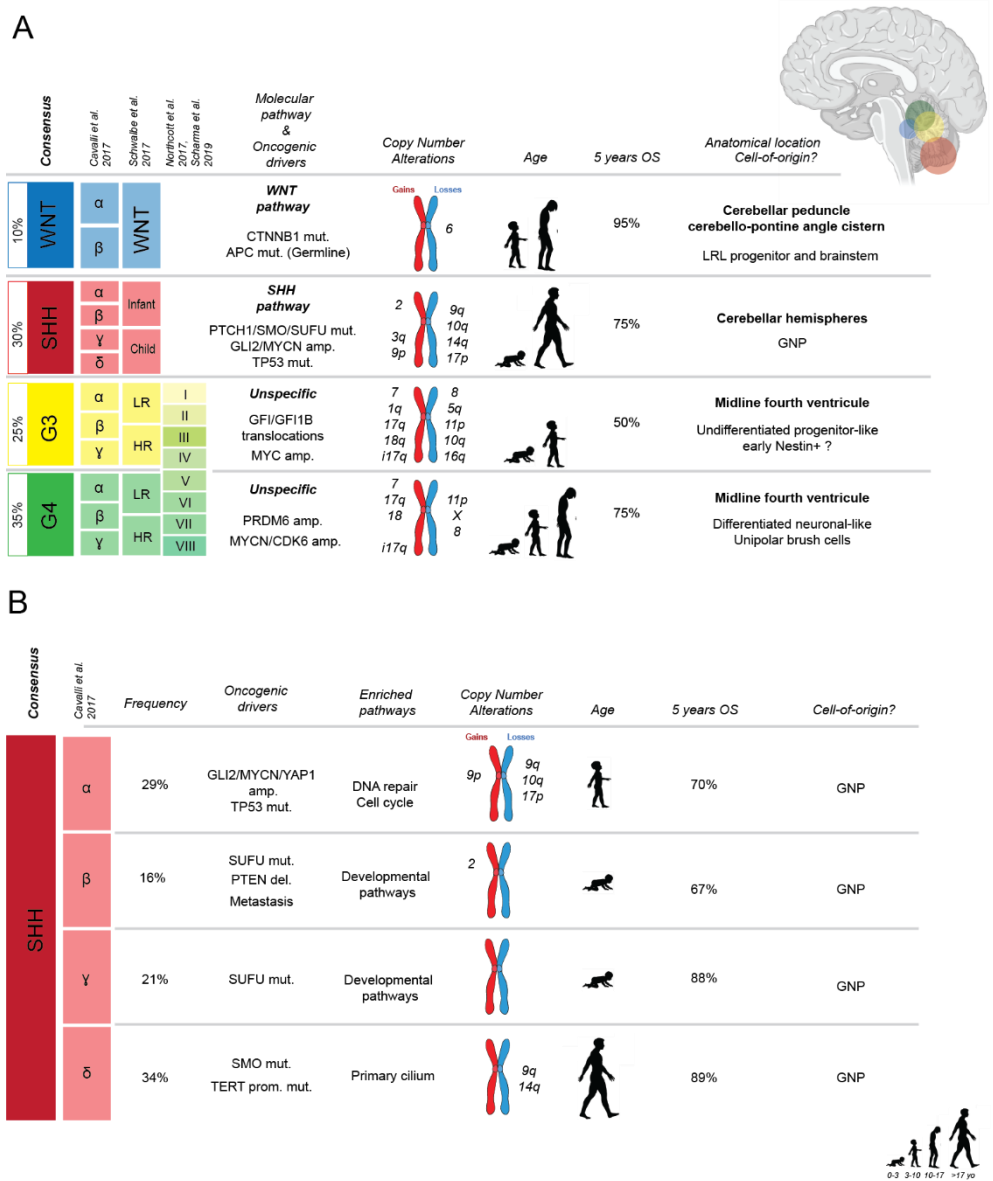 A
Consensus
Cavalli et al.
2017
Schwalbe et al.
2017
Northcott et al.
2017,
Scharma et al.
2019
Molecular
pathway
&
Oncogenic
drivers
Copy Number
Alterations
Age
5 years OS
Anatomical location
Cell-of-origin?
10%
WNT
α
β
WNT
WNT
pathway
CTNNB1 mut.
APC mut. (Germline)
Gains
Losses
6
95%
Cerebellar peduncle
cerebello-pontine angle cistern
LRL progenitor and brainstem
30%
SHH
α
β
ɣ
δ
Infant
Child
SHH
pathway
PTCH1/SMO/SUFU mut.
GLI2/MYCN amp.
TP53 mut.
2
3q
9p
9q
10q
14q
17p
75%
Cerebellar hemispheres
GNP
25%
G3
α
β
ɣ
LR
HR
I
II
III
IV
Unspecific
GFI/GFI1B
translocations
MYC amp.
7
1q
17q
18q
i17q
8
5q
11p
10q
16q
50%
Midline fourth ventricule
Undifferentiated progenitor-like
early Nestin+ ?
35%
G4
α
β
ɣ
LR
HR
V
VI
VII
VIII
Unspecific
PRDM6 amp.
MYCN/CDK6 amp.
7
17q
18
i17q
11p
X
8
75%
Midline fourth ventricule
Differentiated neuronal-like
Unipolar brush cells
B
Consensus
Cavalli et al.
2017
Frequency
Oncogenic
drivers
Enriched
pathways
Copy Number
Alterations
Age
5 years OS
Cell-of-origin?
SHH
α
29%
GLI2/MYCN/YAP1
amp.
TP53 mut.
DNA repair
Cell cycle
Gains
Losses
9p
9q
10q
17p
70%
GNP
β
16%
SUFU mut.
PTEN del.
Metastasis
Developmental
pathways
2
67%
GNP
ɣ
21%
SUFU mut.
Developmental
pathways
88%
GNP
δ
34%
SMO mut.
TERT prom. mut.
Primary cilium
9q
14q
89%
GNP
0-3 3-10 10-17 >17 yo